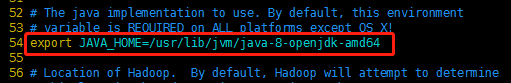 52 # The java implementation to use. By default, this environment
53 # variable is REQUIRED on ALL platforms except OS X!
54 export JAVA_HOME=/usr/lib/jvm/java-8-openjdk-amd64
55
56 # Location of Hadoop.  By default, Hadoop will attempt to determine